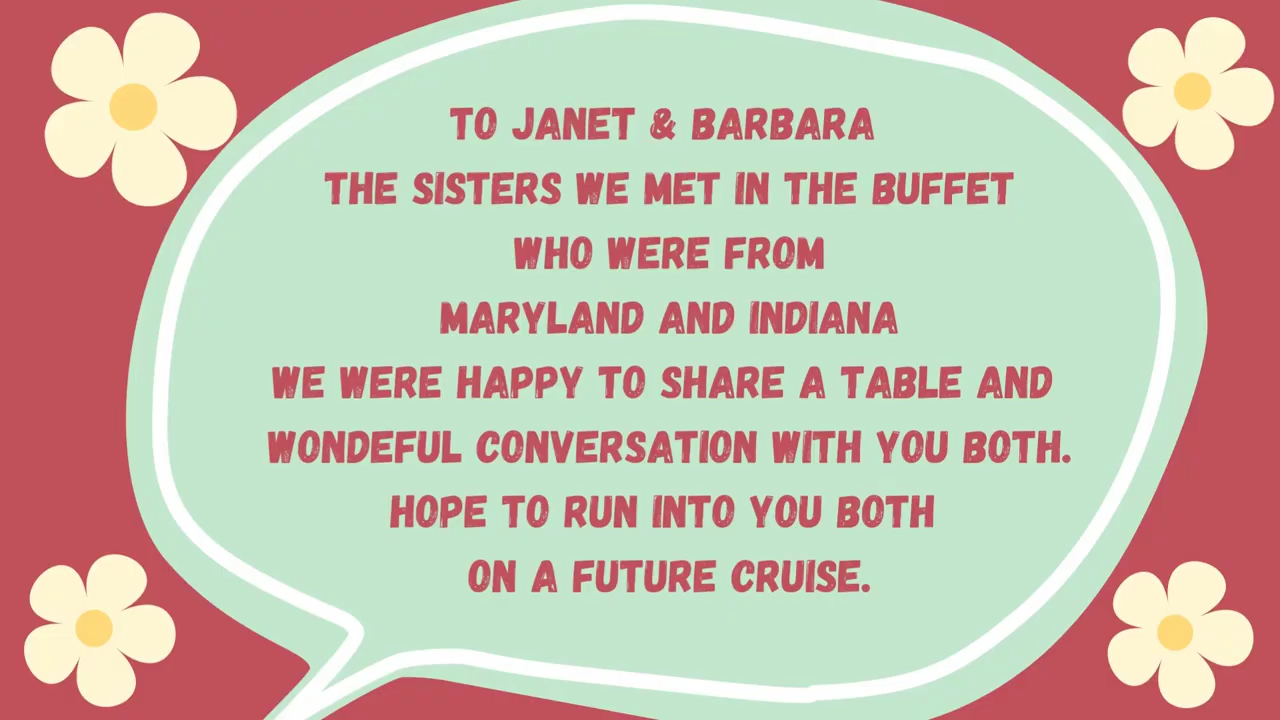 TO JANET & BARBARA
THE SISTERS WE MET IN THE BUFFET
WHO WERE FROM
MARYLAND AND INDIANA
WE WERE HAPPY TO SHARE A TABLE AND
WONDEFUL CONVERSATION WITH YOU BOTH.
HOPE TO RUN INTO YOU BOTH
ON A FUTURE CRUISE.